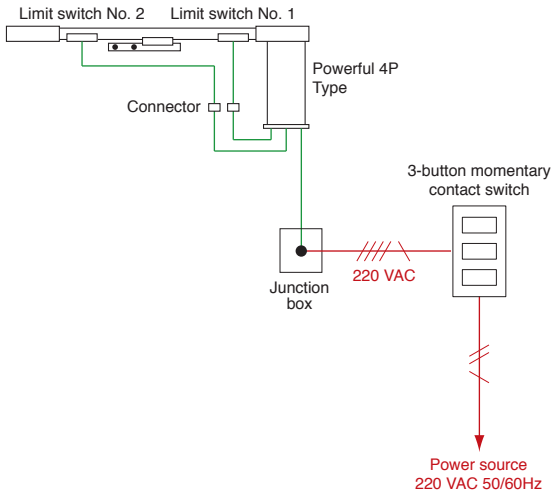 Limit switch No. 2
Limit switch No. 1
Powerful 4P
Type
Connector
3-button momentary
contact switch
220 VAC
Junction
box
Power source
220 VAC 50/60Hz